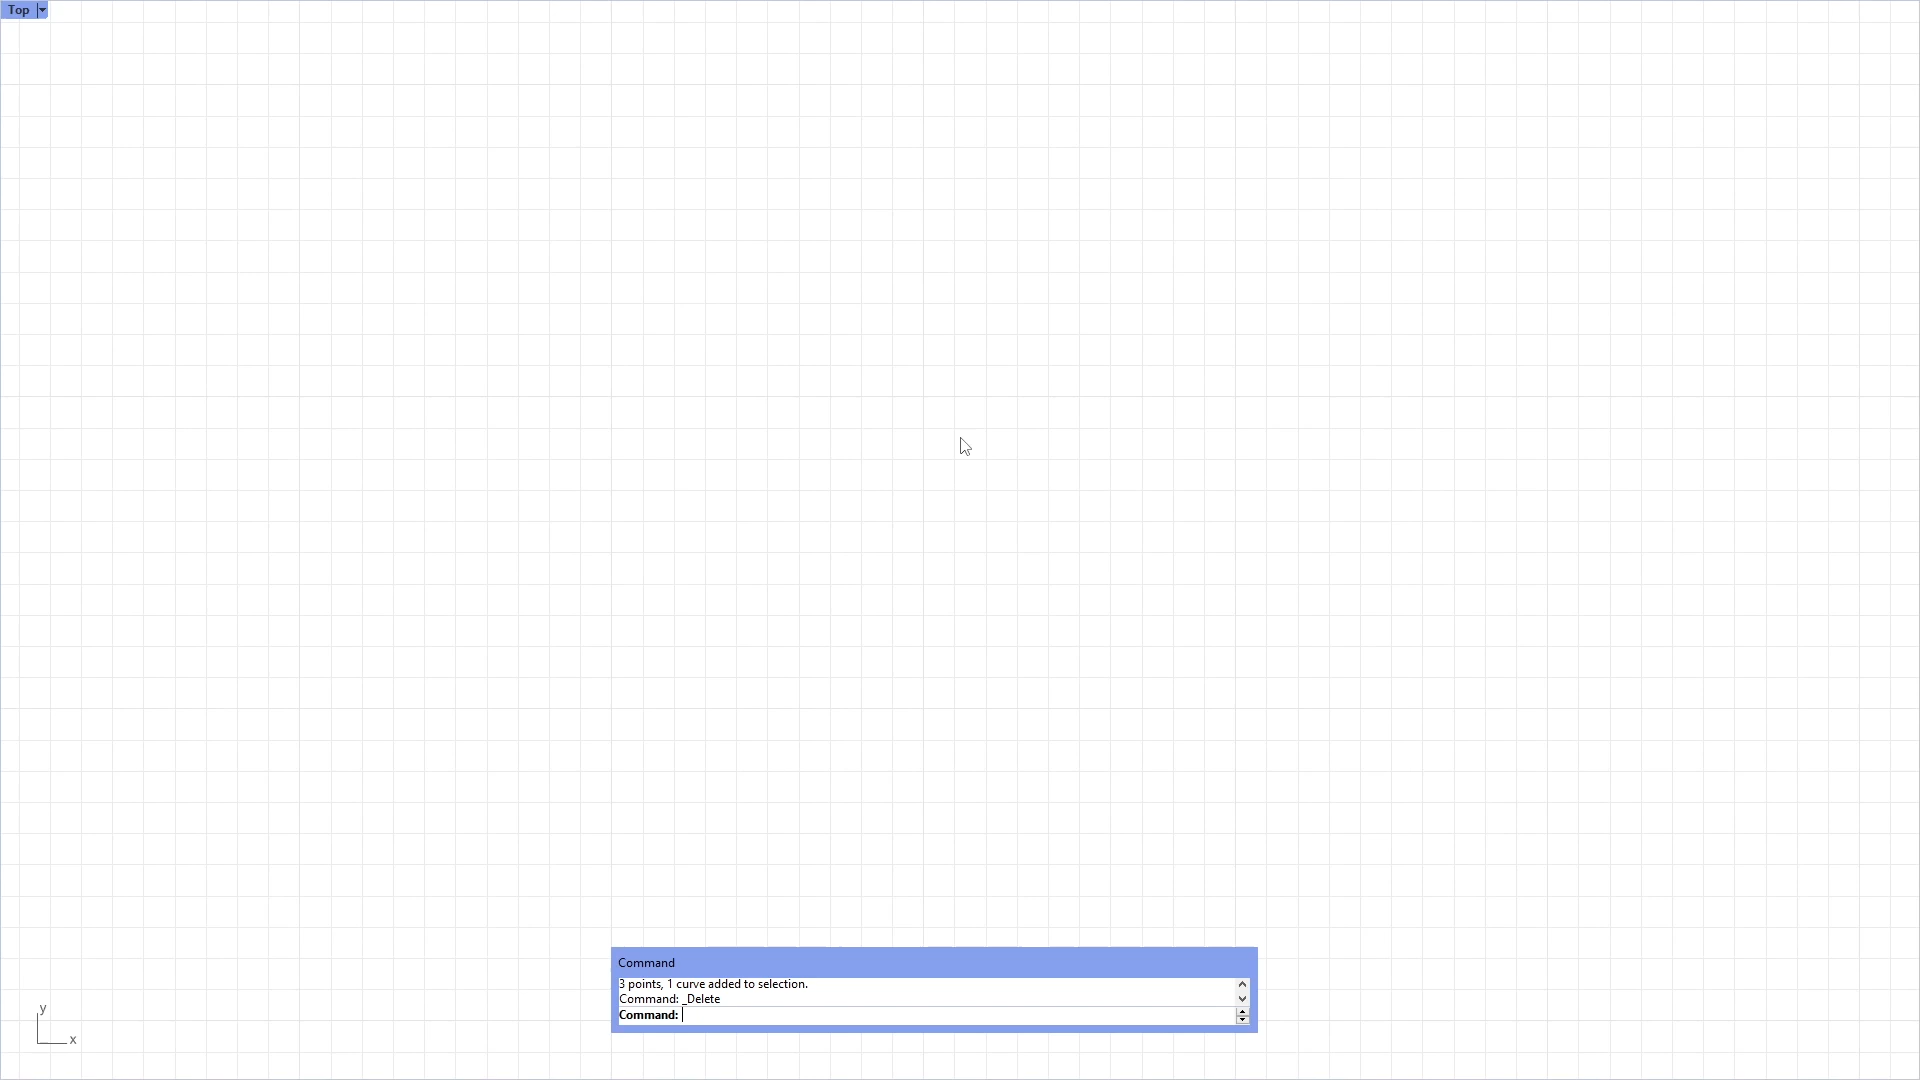 Top
Command
3 points, 1 curve added to selection.
Command: _Delete
Command:
y
x